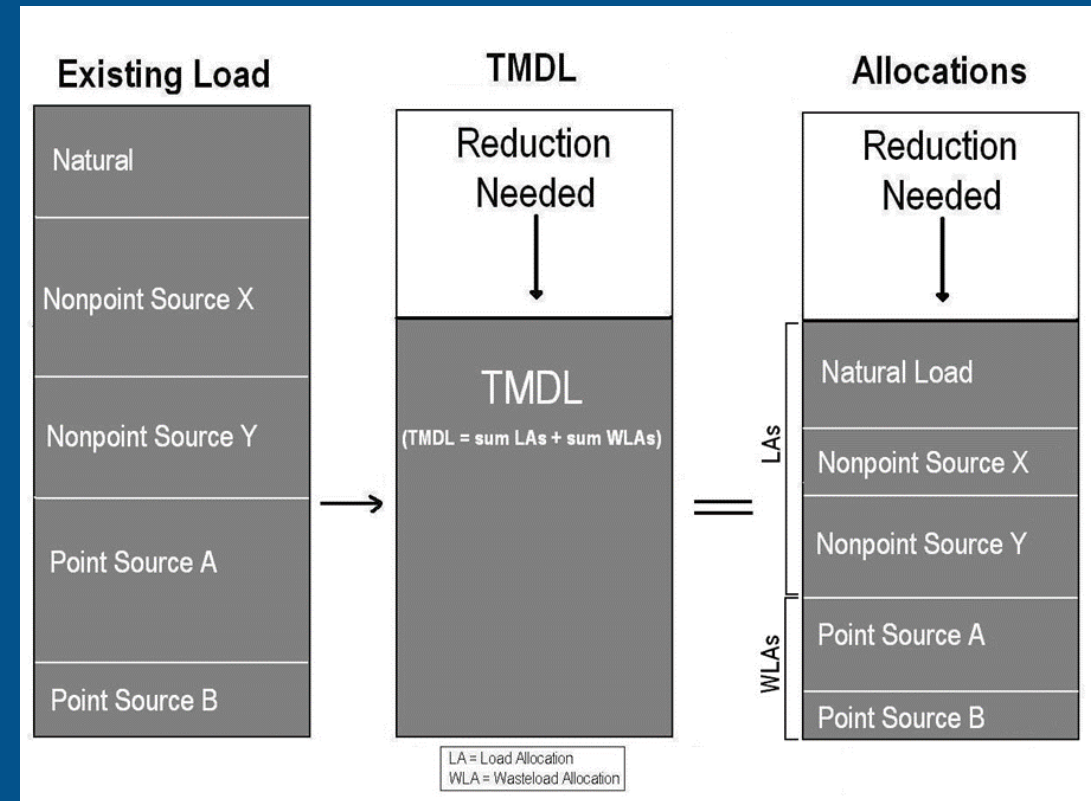 Existing Load
Natural
Nonpoint Source X
Nonpoint Source Y
Point Source A
Point Source B
TMDL
Reduction
Needed
TMDL
(TMDL = sum LAs + sum WLAs)
Allocations
Reduction
Needed
LAs
Natural Load
Nonpoint Source X
Nonpoint Source Y
WLAs
Point Source A
Point Source B
LA = Load Allocation
WLA = Wasteload Allocation